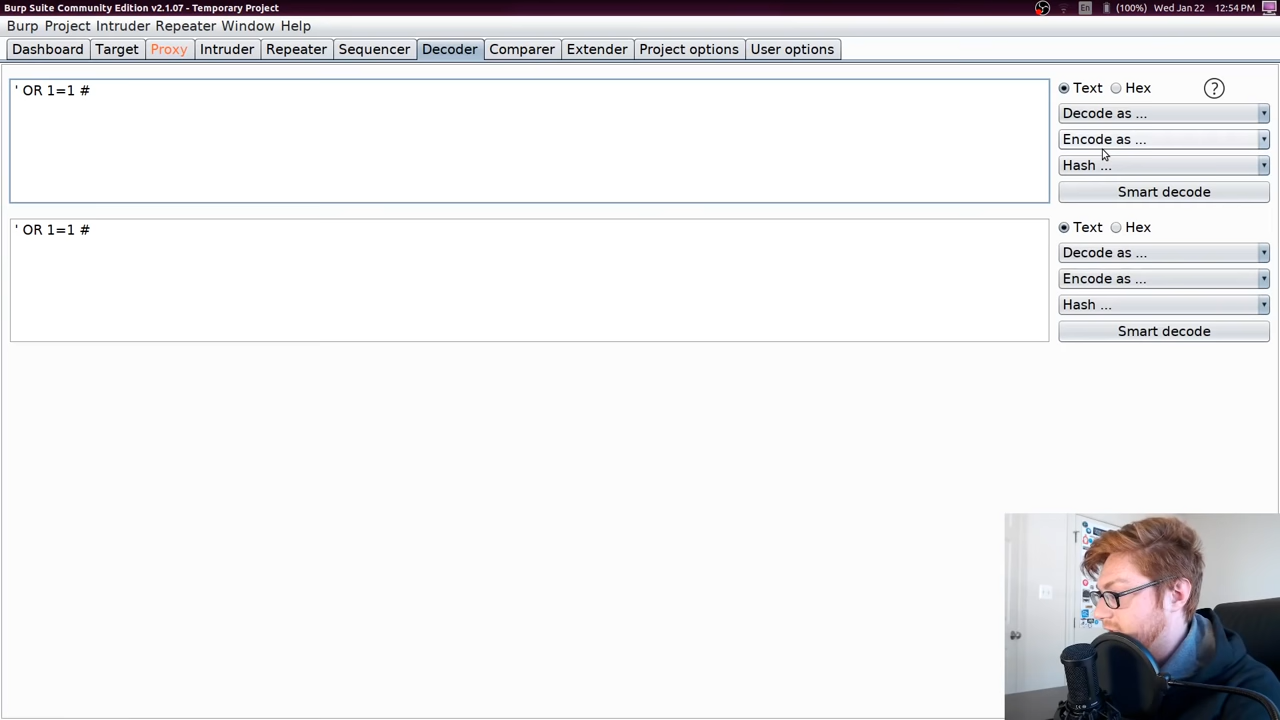 Burp Suite Community Edition v2.1.07 - Temporary Project
En (100%) Wed Jan 22 12:54 PM
Burp Project Intruder Repeater Window Help
Dashboard Target Proxy Intruder Repeater Sequencer Decoder Comparer Extender Project options User options
' OR 1=1 #
Text Hex ?
Decode as ...
Encode as ...
Hash ...
Smart decode
' OR 1=1 #
Text Hex
Decode as ...
Encode as ...
Hash ...
Smart decode